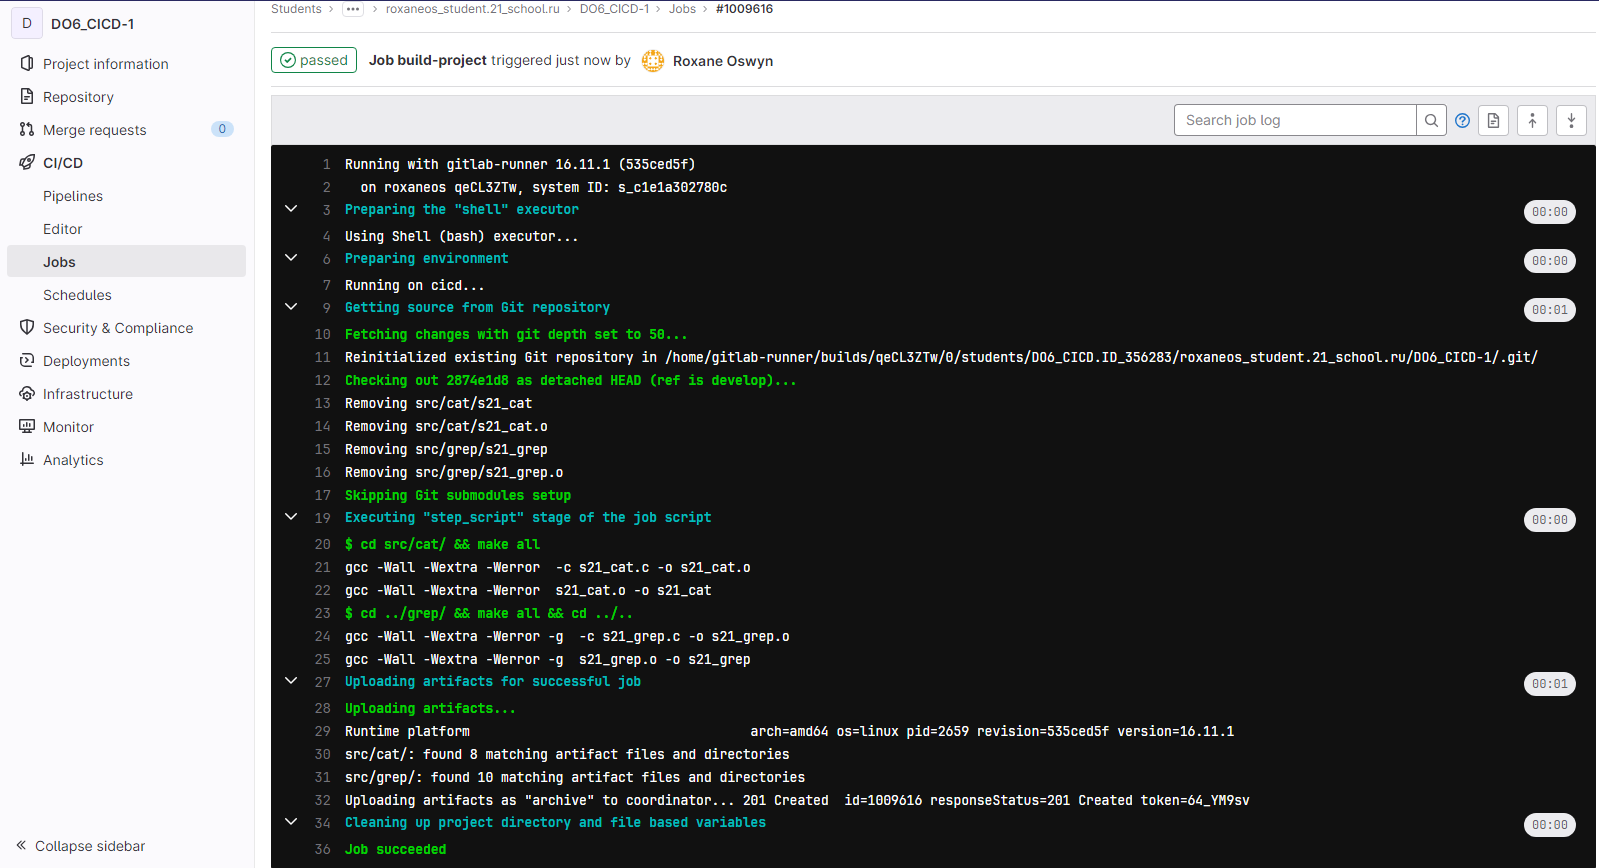 D DO6_CICD-1
Project information
Repository
Merge requests 0
CI/CD
Pipelines
Editor
Jobs
Schedules
Security & Compliance
Deployments
Infrastructure
Monitor
Analytics
Collapse sidebar
Students › ... › roxaneos_student.21_school.ru › DO6_CICD-1 › Jobs › #1009616
passed Job build-project triggered just now by Roxane Oswyn
Search job log
1 Running with gitlab-runner 16.11.1 (535ced5f)
2 on roxaneos qeCL3ZTw, system ID: s_c1e1a302780c
3 Preparing the "shell" executor 00:00
4 Using Shell (bash) executor...
6 Preparing environment 00:00
7 Running on cicd...
9 Getting source from Git repository 00:01
10 Fetching changes with git depth set to 50...
11 Reinitialized existing Git repository in /home/gitlab-runner/builds/qeCL3ZTw/0/students/DO6_CICD.ID_356283/roxaneos_student.21_school.ru/DO6_CICD-1/.git/
12 Checking out 2874e1d8 as detached HEAD (ref is develop)...
13 Removing src/cat/s21_cat
14 Removing src/cat/s21_cat.o
15 Removing src/grep/s21_grep
16 Removing src/grep/s21_grep.o
17 Skipping Git submodules setup
19 Executing "step_script" stage of the job script 00:00
20 $ cd src/cat/ && make all
21 gcc -Wall -Wextra -Werror  -c s21_cat.c -o s21_cat.o
22 gcc -Wall -Wextra -Werror  s21_cat.o -o s21_cat
23 $ cd ../grep/ && make all && cd ../..
24 gcc -Wall -Wextra -Werror -g  -c s21_grep.c -o s21_grep.o
25 gcc -Wall -Wextra -Werror -g  s21_grep.o -o s21_grep
27 Uploading artifacts for successful job 00:01
28 Uploading artifacts...
29 Runtime platform arch=amd64 os=linux pid=2659 revision=535ced5f version=16.11.1
30 src/cat/: found 8 matching artifact files and directories
31 src/grep/: found 10 matching artifact files and directories
32 Uploading artifacts as "archive" to coordinator... 201 Created  id=1009616 responseStatus=201 Created token=64_YM9sv
34 Cleaning up project directory and file based variables 00:00
36 Job succeeded